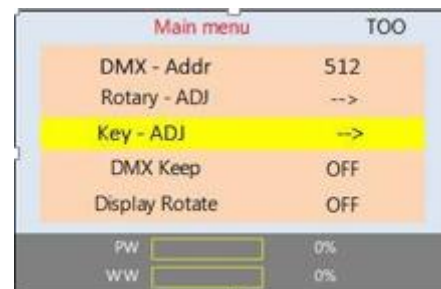 Main menu TOO
DMX - Addr 512
Rotary - ADJ -->
Key - ADJ -->
DMX Keep OFF
Display Rotate OFF
PW 0%
WW 0%